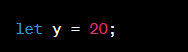 let y = 20;